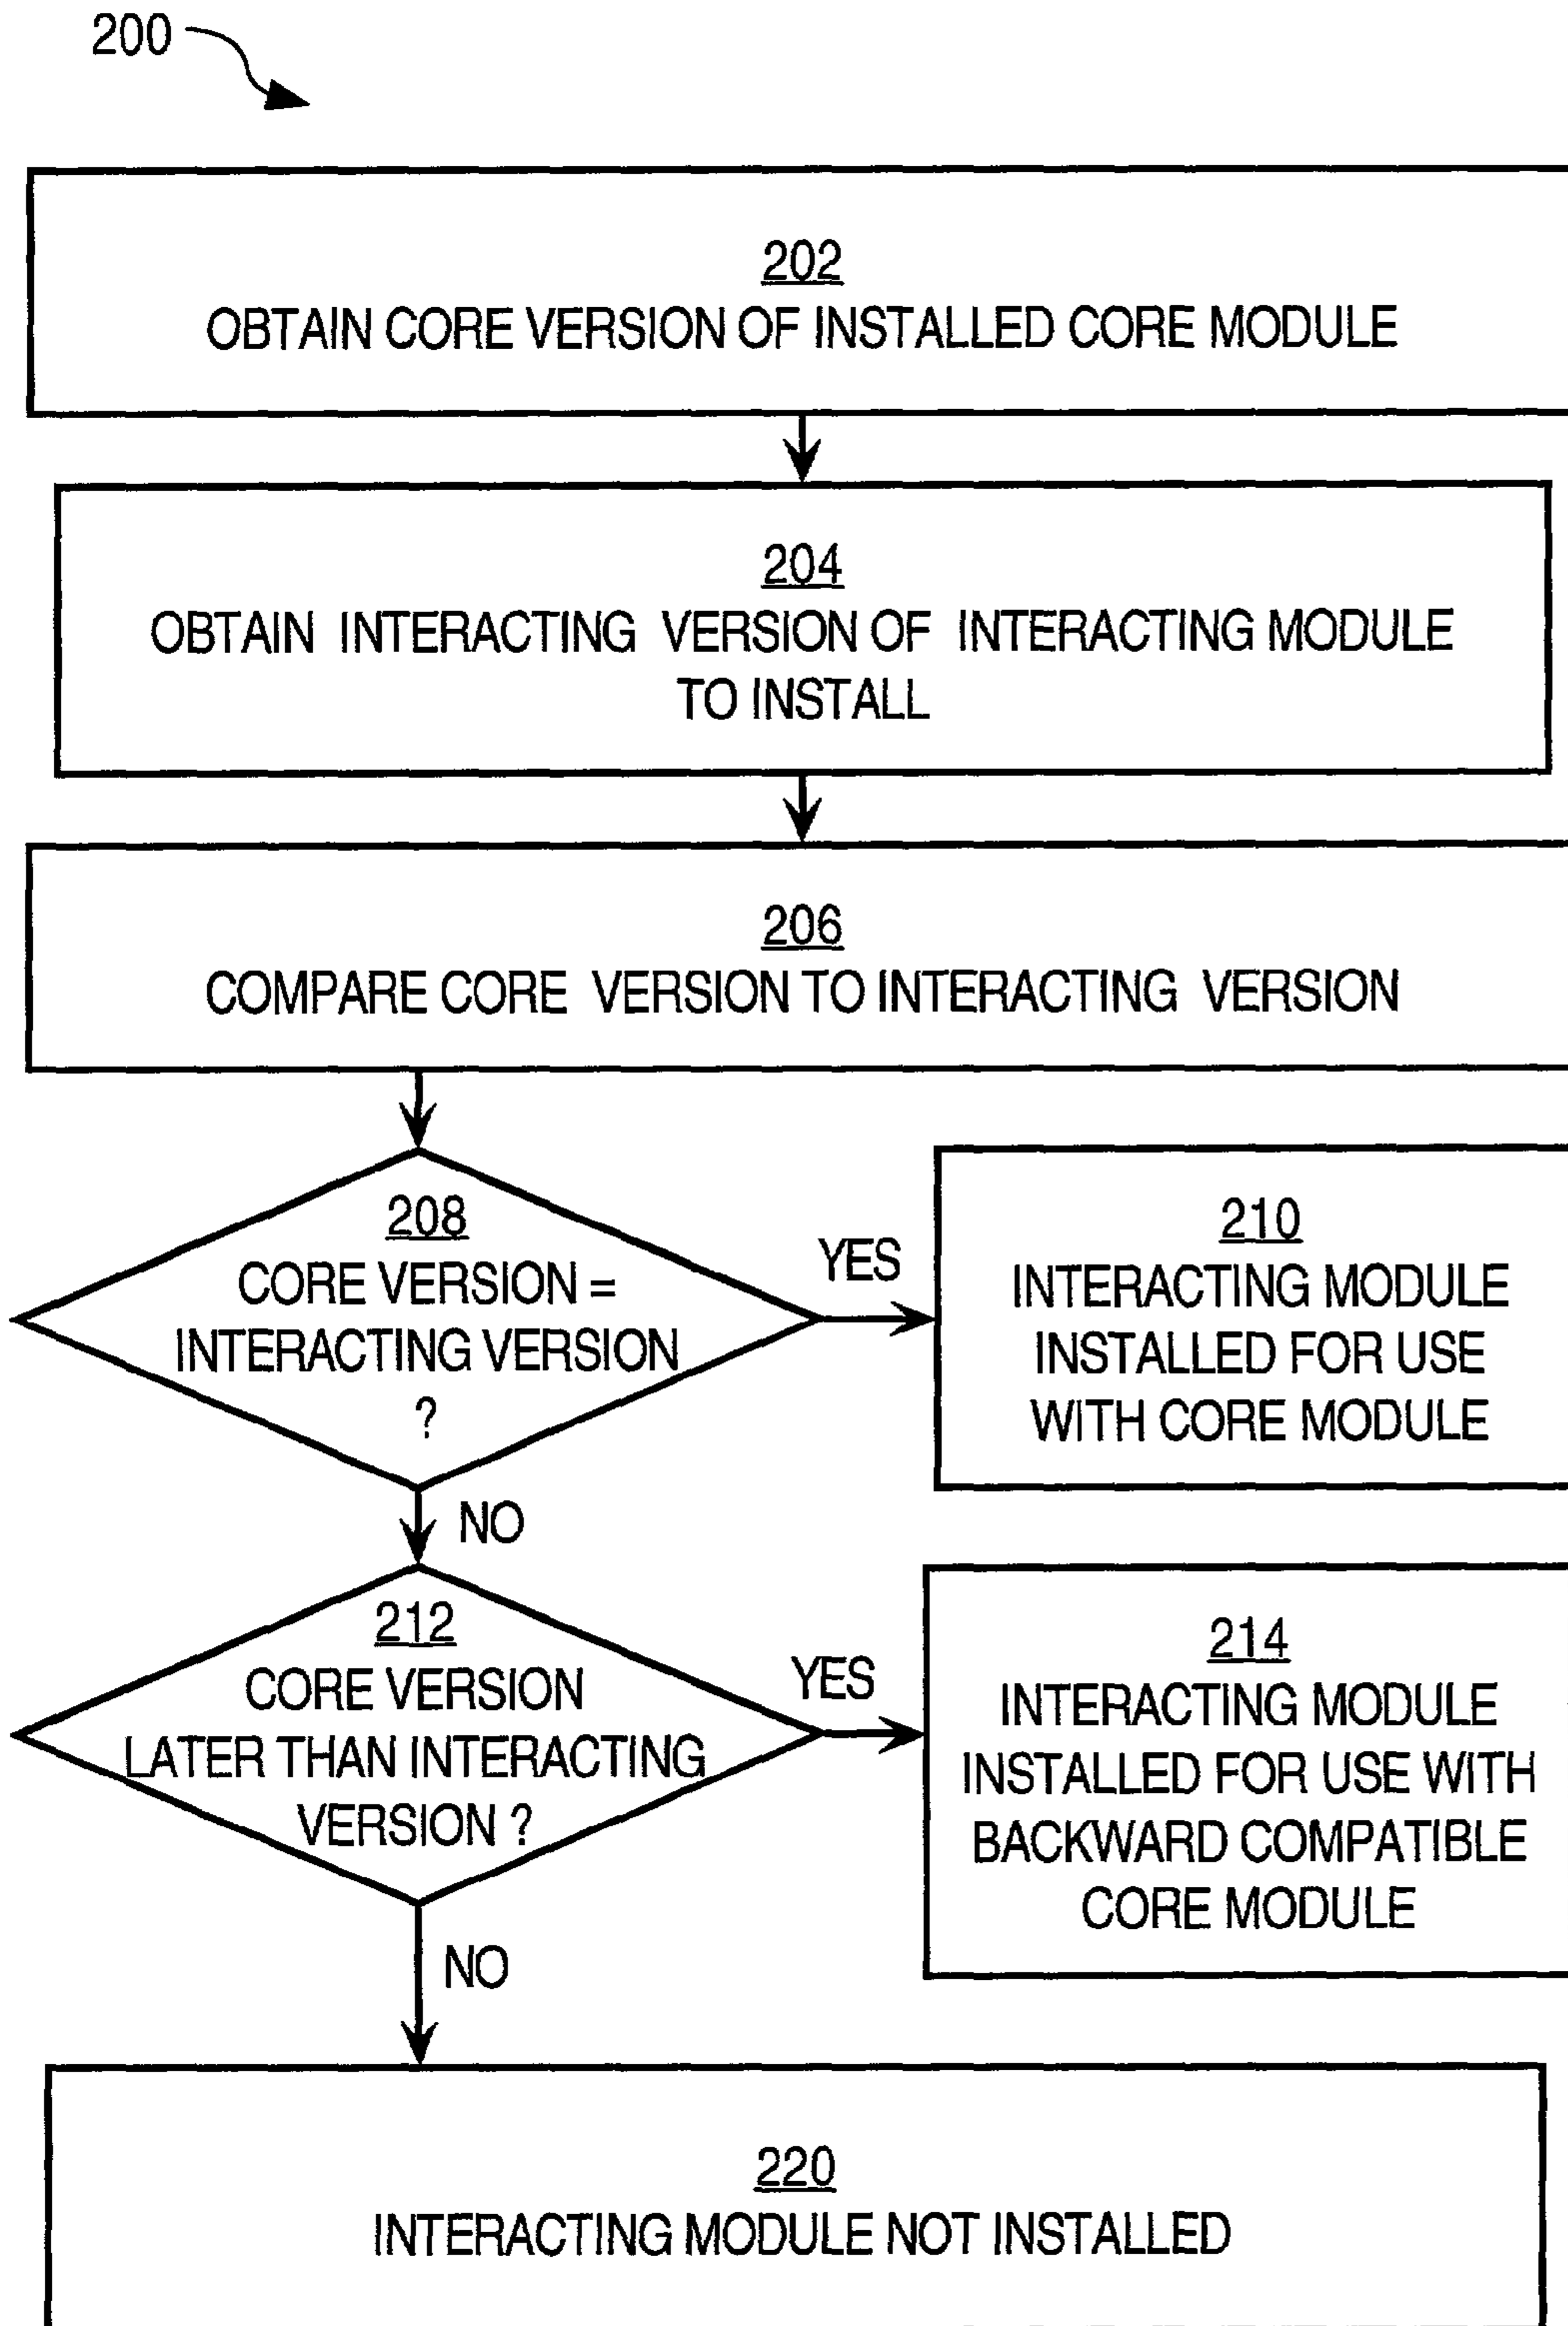 200
202
OBTAIN CORE VERSION OF INSTALLED CORE MODULE
204
OBTAIN INTERACTING VERSION OF INTERACTING MODULE
TO INSTALL
206
COMPARE CORE VERSION TO INTERACTING VERSION
208
CORE VERSION =
INTERACTING VERSION
?
YES
210
INTERACTING MODULE
INSTALLED FOR USE
WITH CORE MODULE
NO
212
CORE VERSION
LATER THAN INTERACTING
VERSION ?
YES
214
INTERACTING MODULE
INSTALLED FOR USE WITH
BACKWARD COMPATIBLE
CORE MODULE
NO
220
INTERACTING MODULE NOT INSTALLED